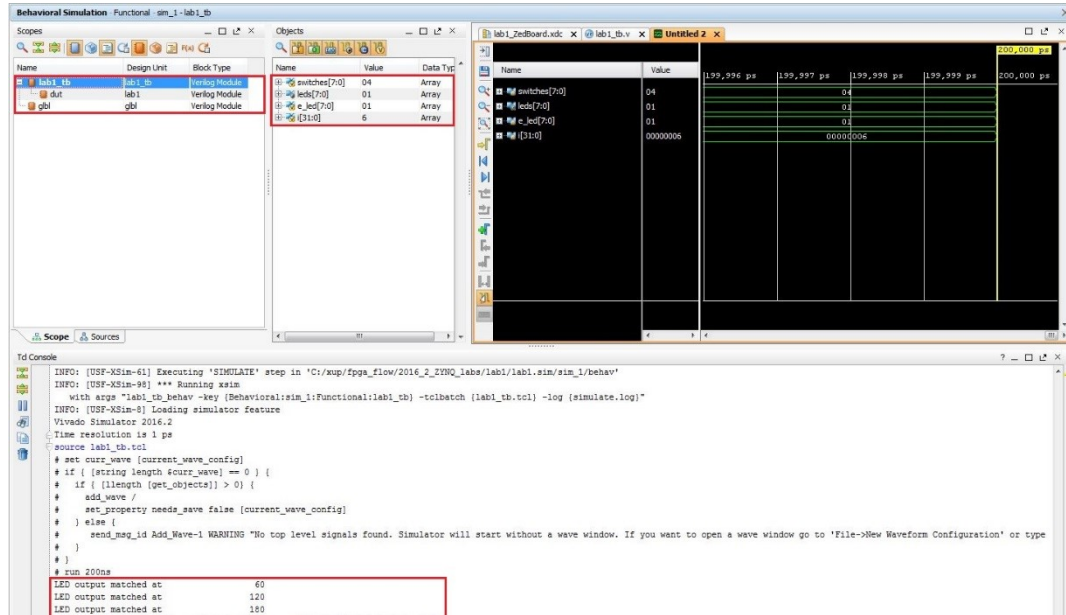 Behavioral Simulation - Functional - sim_1 - lab1_tb
Scopes
Name Design Unit Block Type
lab1_tb lab1_tb Verilog Module
dut lab1 Verilog Module
glbl glbl Verilog Module
Scope Sources
Objects
Name Value Data Typ
switches[7:0] 04 Array
leds[7:0] 01 Array
e_led[7:0] 01 Array
i[31:0] 6 Array
lab1_ZedBoard.xdc x lab1_tb.v x Untitled 2 x
200,000 ps
Name Value 199,996 ps 199,997 ps 199,998 ps 199,999 ps 200,000 ps
switches[7:0] 04 04
leds[7:0] 01 01
e_led[7:0] 01 01
i[31:0] 00000006 00000006
Tcl Console
INFO: [USF-XSim-61] Executing 'SIMULATE' step in 'C:/xup/fpga_flow/2016_2_ZYNQ_labs/lab1/lab1.sim/sim_1/behav'
INFO: [USF-XSim-98] *** Running xsim
with args "lab1_tb_behav -key {Behavioral:sim_1:Functional:lab1_tb} -tclbatch {lab1_tb.tcl} -log {simulate.log}"
INFO: [USF-XSim-8] Loading simulator feature
Vivado Simulator 2016.2
Time resolution is 1 ps
source lab1_tb.tcl
# set curr_wave [current_wave_config]
# if { [string length $curr_wave] == 0 } {
# if { [llength [get_objects]] > 0} {
# add_wave /
# set_property needs_save false [current_wave_config]
# } else {
# send_msg_id Add_Wave-1 WARNING "No top level signals found. Simulator will start without a wave window. If you want to open a wave window go to 'File->New Waveform Configuration' or type
# }
# }
# run 200ns
LED output matched at 60
LED output matched at 120
LED output matched at 180